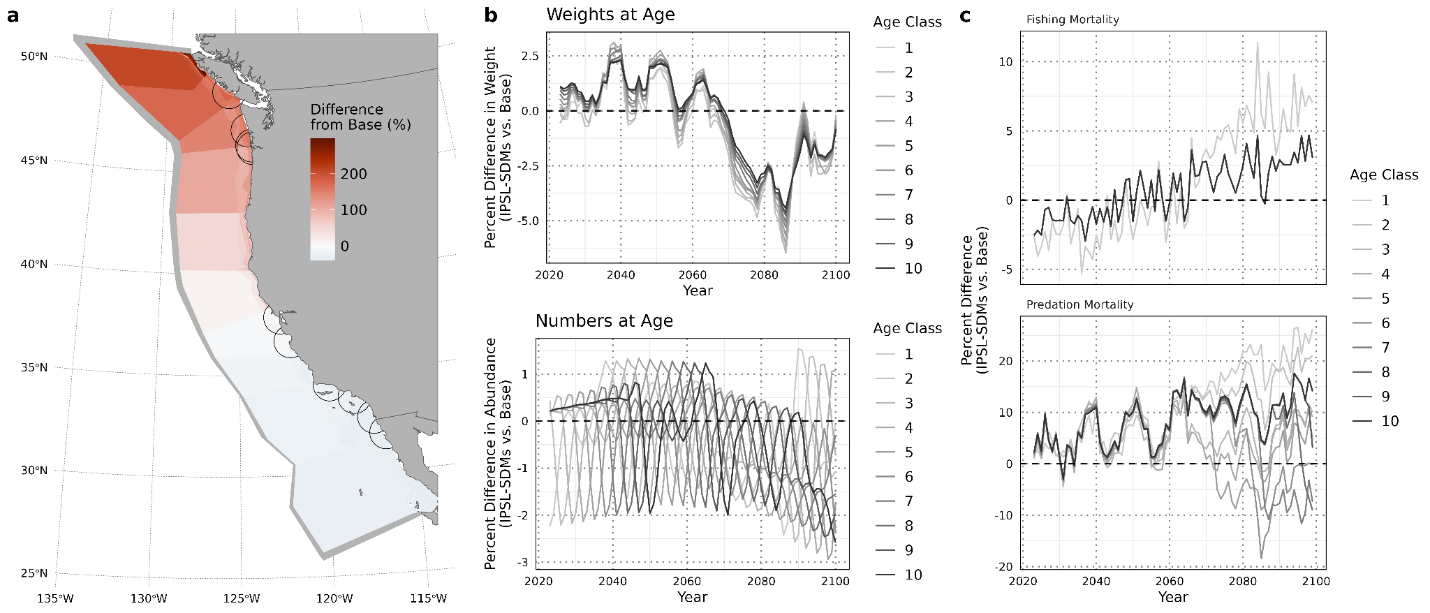 a
50°N
45°N
40°N
35°N
30°N
25°N
135°W
130°W
125°W
120°W
115°W
Difference
from Base (%)
200
100
0
b
Weights at Age
Percent Difference in Weight
(IPSL-SDMs vs. Base)
2.5
0.0
-2.5
-5.0
2020
2040
2060
2080
2100
Year
Age Class
1
2
3
4
5
6
7
8
9
10
Numbers at Age
Percent Difference in Abundance
(IPSL-SDMs vs. Base)
1
0
-1
-2
-3
2020
2040
2060
2080
2100
Year
Age Class
1
2
3
4
5
6
7
8
9
10
c
Fishing Mortality
10
5
0
-5
Percent Difference
(IPSL-SDMs vs. Base)
Predation Mortality
20
10
0
-10
-20
2020
2040
2060
2080
2100
Year
Age Class
1
2
3
4
5
6
7
8
9
10